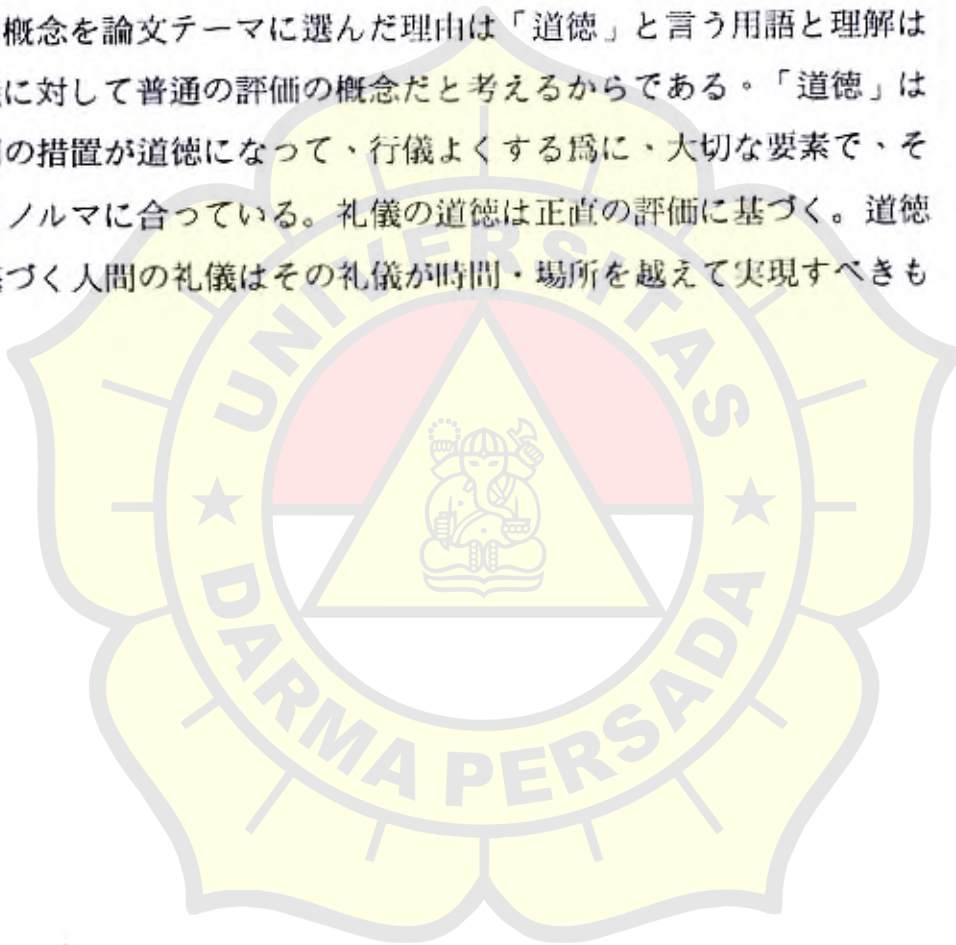 概念を論文テーマに選んだ理由は「道徳」と言う用語と理解は
に対して普通の評価の概念だと考えるからである。「道徳」は
の措置が道徳になって、行儀よくする爲に、大切な要素で、そ
ノルマに合っている。礼儀の道徳は正直の評価に基づく。道徳
づく人間の礼儀はその礼儀が時間・場所を越えて実現すべきも
UNIVERSITAS
DARMA PERSADA